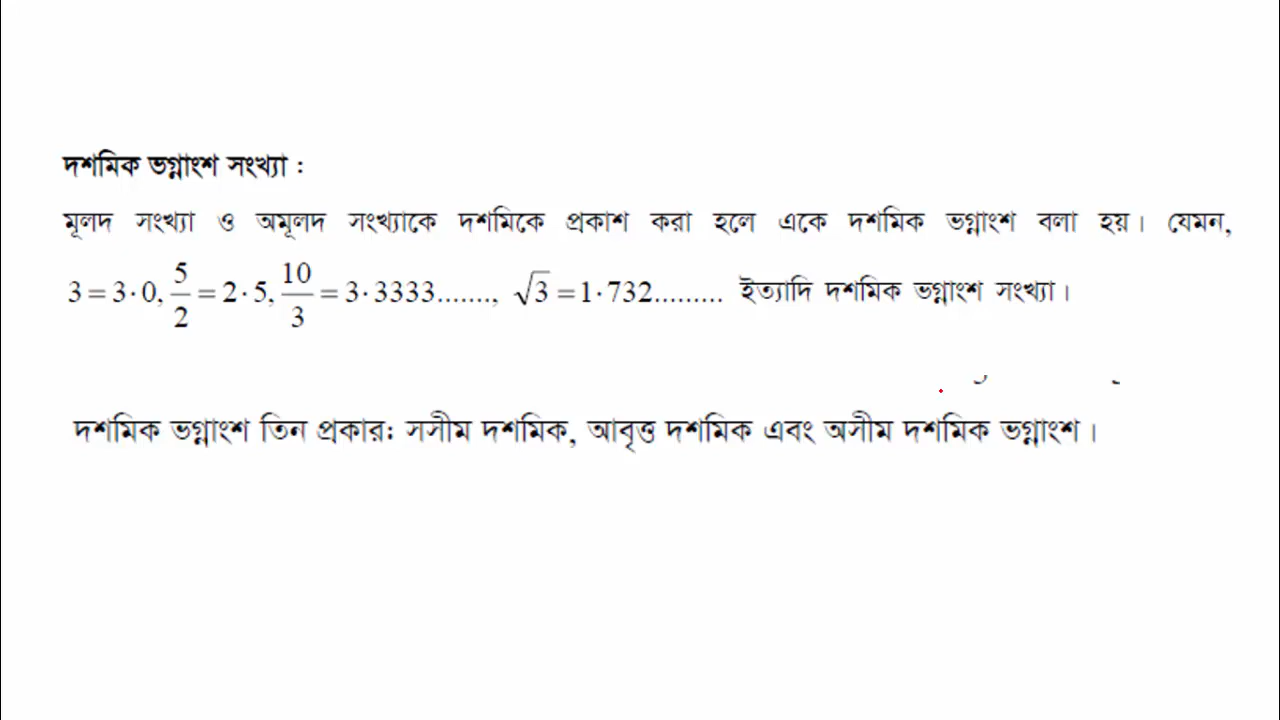 দশমিক ভগ্নাংশ সংখ্যা :
মূলদ সংখ্যা ও অমূলদ সংখ্যাকে দশমিকে প্রকাশ করা হলে একে দশমিক ভগ্নাংশ বলা হয়। যেমন,
3 = 3·0, 5/2 = 2·5, 10/3 = 3·3333......., √3 = 1·732......... ইত্যাদি দশমিক ভগ্নাংশ সংখ্যা।
দশমিক ভগ্নাংশ তিন প্রকার: সসীম দশমিক, আবৃত্ত দশমিক এবং অসীম দশমিক ভগ্নাংশ।